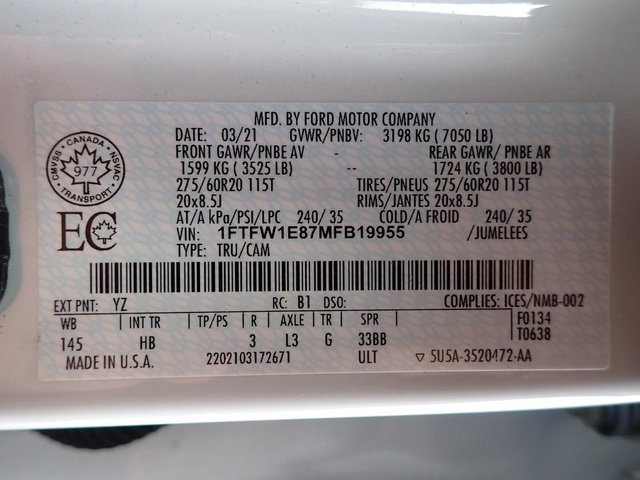 MFD. BY FORD MOTOR COMPANY
DATE: 03/21 GVWR/PNBV: 3198 KG ( 7050 LB)
FRONT GAWR/PNBE AV - REAR GAWR/ PNBE AR
1599 KG ( 3525 LB) -- 1724 KG ( 3800 LB)
275/60R20 115T TIRES/PNEUS 275/60R20 115T
20x8.5J RIMS/JANTES 20x8.5J
AT/A kPa/PSI/LPC 240/ 35 COLD/A FROID 240/ 35
VIN: 1FTFW1E87MFB19955 /JUMELEES
TYPE: TRU/CAM
CMVSS · CANADA · NSVAC
977
TRANSPORT
EC
EXT PNT: YZ RC: B1 DSO: COMPLIES: ICES/NMB-002
WB INT TR TP/PS R AXLE TR SPR F0134
145 HB 3 L3 G 33BB T0638
MADE IN U.S.A. 2202103172671 ULT ▽ 5U5A-3520472-AA